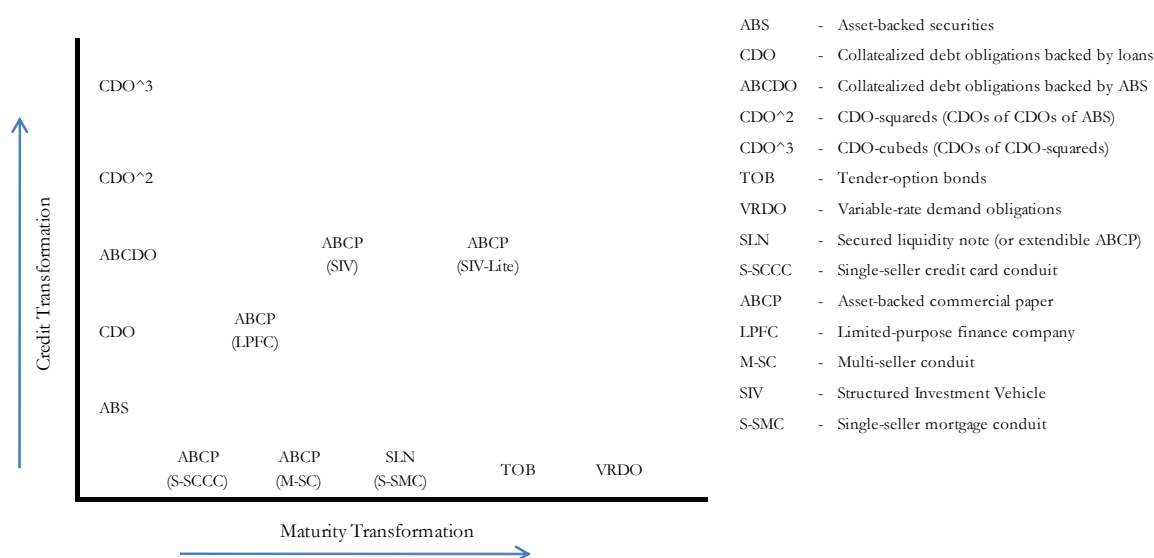 CDO^3
CDO^2
ABCDO
ABCP
(SIV)
ABCP
(SIV-Lite)
CDO
ABCP
(LPFC)
ABS
ABCP
(S-SCCC)
ABCP
(M-SC)
SLN
(S-SMC)
TOB
VRDO
Credit Transformation
Maturity Transformation
ABS - Asset-backed securities
CDO - Collatealized debt obligations backed by loans
ABCDO - Collatealized debt obligations backed by ABS
CDO^2 - CDO-squareds (CDOs of CDOs of ABS)
CDO^3 - CDO-cubeds (CDOs of CDO-squareds)
TOB - Tender-option bonds
VRDO - Variable-rate demand obligations
SLN - Secured liquidity note (or extendible ABCP)
S-SCCC - Single-seller credit card conduit
ABCP - Asset-backed commercial paper
LPFC - Limited-purpose finance company
M-SC - Multi-seller conduit
SIV - Structured Investment Vehicle
S-SMC - Single-seller mortgage conduit